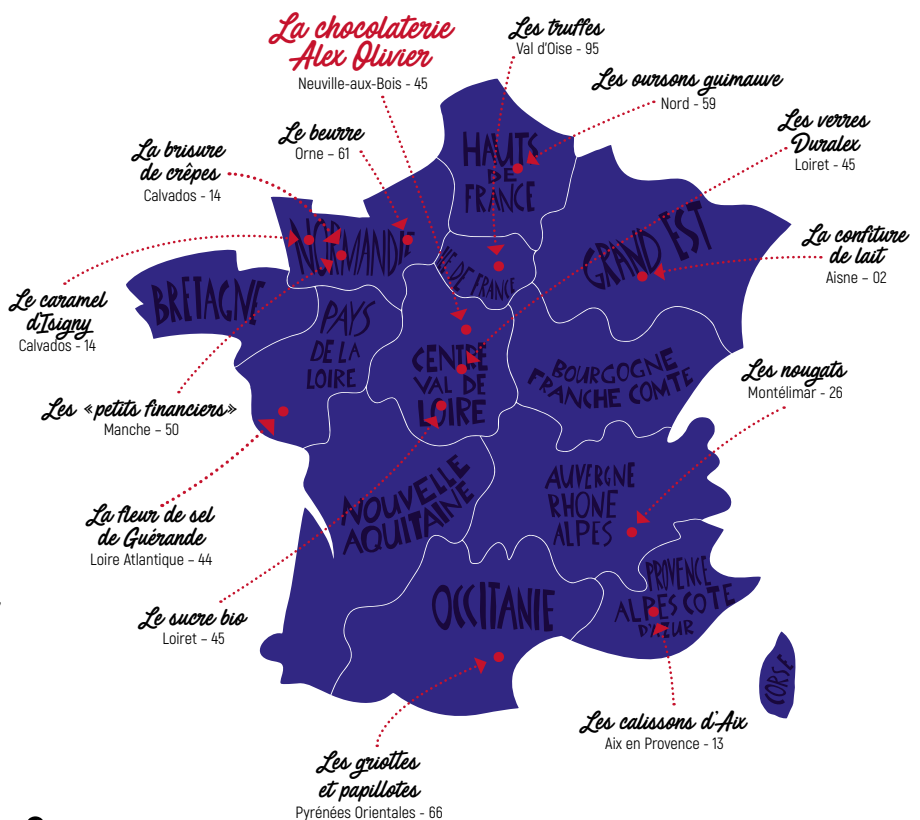 La chocolaterie
Alex Olivier
Neuville-aux-Bois - 45
Les truffes
Val d'Oise - 95
Les oursons guimauve
Nord - 59
Les verres
Duralex
Loiret - 45
La confiture
de lait
Aisne - 02
Les nougats
Montélimar - 26
Le beurre
Orne – 61
La brisure
de crêpes
Calvados - 14
Le caramel
d'Isigny
Calvados - 14
Les «petits financiers»
Manche – 50
La fleur de sel
de Guérande
Loire Atlantique – 44
Le sucre bio
Loiret – 45
Les griottes
et papillotes
Pyrénées Orientales - 66
Les calissons d'Aix
Aix en Provence - 13
HAUTS
DE
FRANCE
NORMANDIE
ILE DE FRANCE
GRAND EST
BRETAGNE
PAYS
DE LA
LOIRE
CENTRE
VAL DE
LOIRE
BOURGOGNE
FRANCHE COMTE
NOUVELLE
AQUITAINE
AUVERGNE
RHONE
ALPES
OCCITANIE
PROVENCE
ALPES COTE
D'AZUR
CORSE